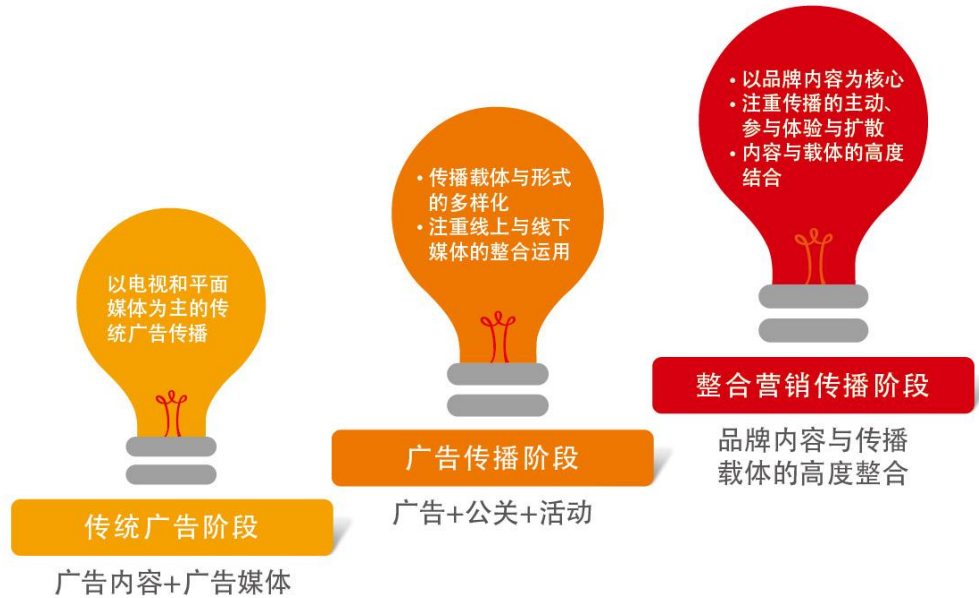 以电视和平面
媒体为主的传
统广告传播
传统广告阶段
广告内容+广告媒体
• 传播载体与形式
的多样化
• 注重线上与线下
媒体的整合运用
广告传播阶段
广告+公关+活动
• 以品牌内容为核心
• 注重传播的主动、
参与体验与扩散
• 内容与载体的高度
结合
整合营销传播阶段
品牌内容与传播
载体的高度整合